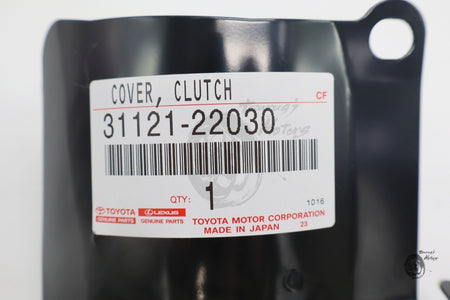 COVER, CLUTCH
CF
31121-22030
QTY: 1
1016
TOYOTA GENUINE PARTS
LEXUS GENUINE PARTS
TOYOTA MOTOR CORPORATION
MADE IN JAPAN 23